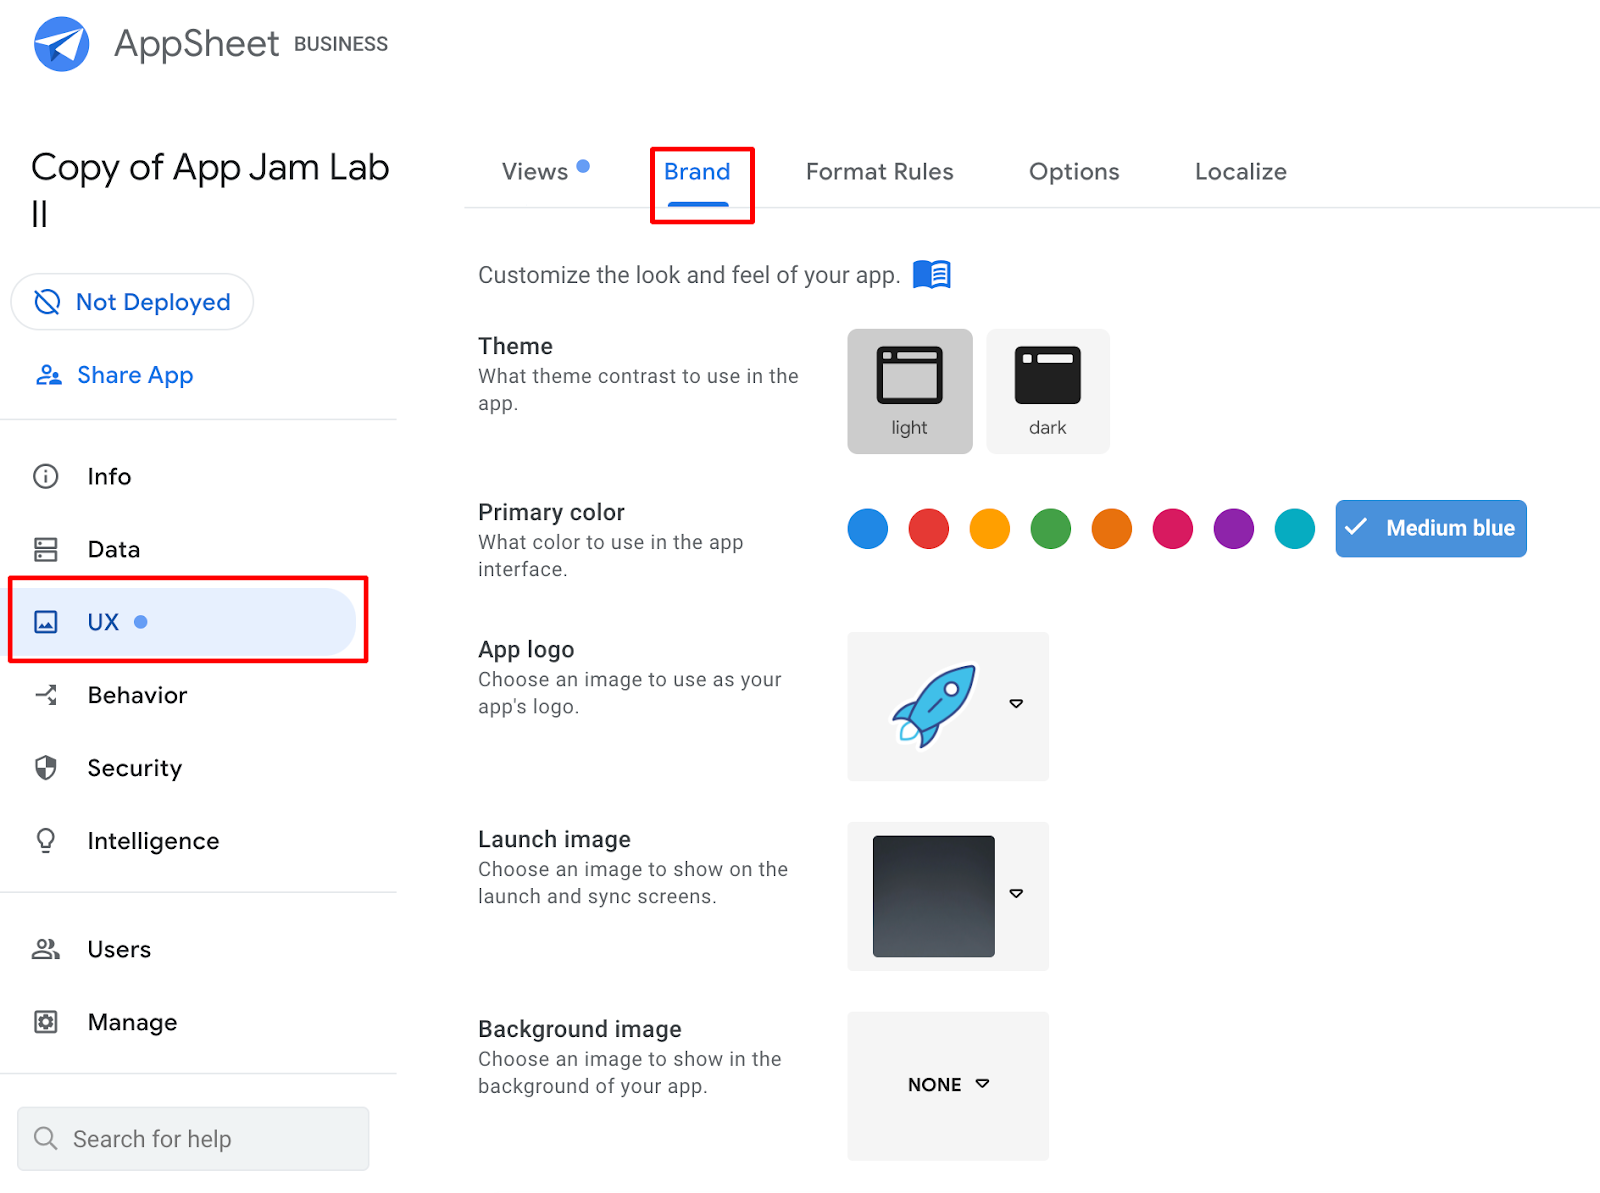 AppSheet BUSINESS
Copy of App Jam Lab
II
Not Deployed
Share App
Info
Data
UX
Behavior
Security
Intelligence
Users
Manage
Search for help
Views Brand Format Rules Options Localize
Customize the look and feel of your app.
Theme
What theme contrast to use in the
app.
light dark
Primary color
What color to use in the app
interface.
Medium blue
App logo
Choose an image to use as your
app's logo.
Launch image
Choose an image to show on the
launch and sync screens.
Background image
Choose an image to show in the
background of your app.
NONE